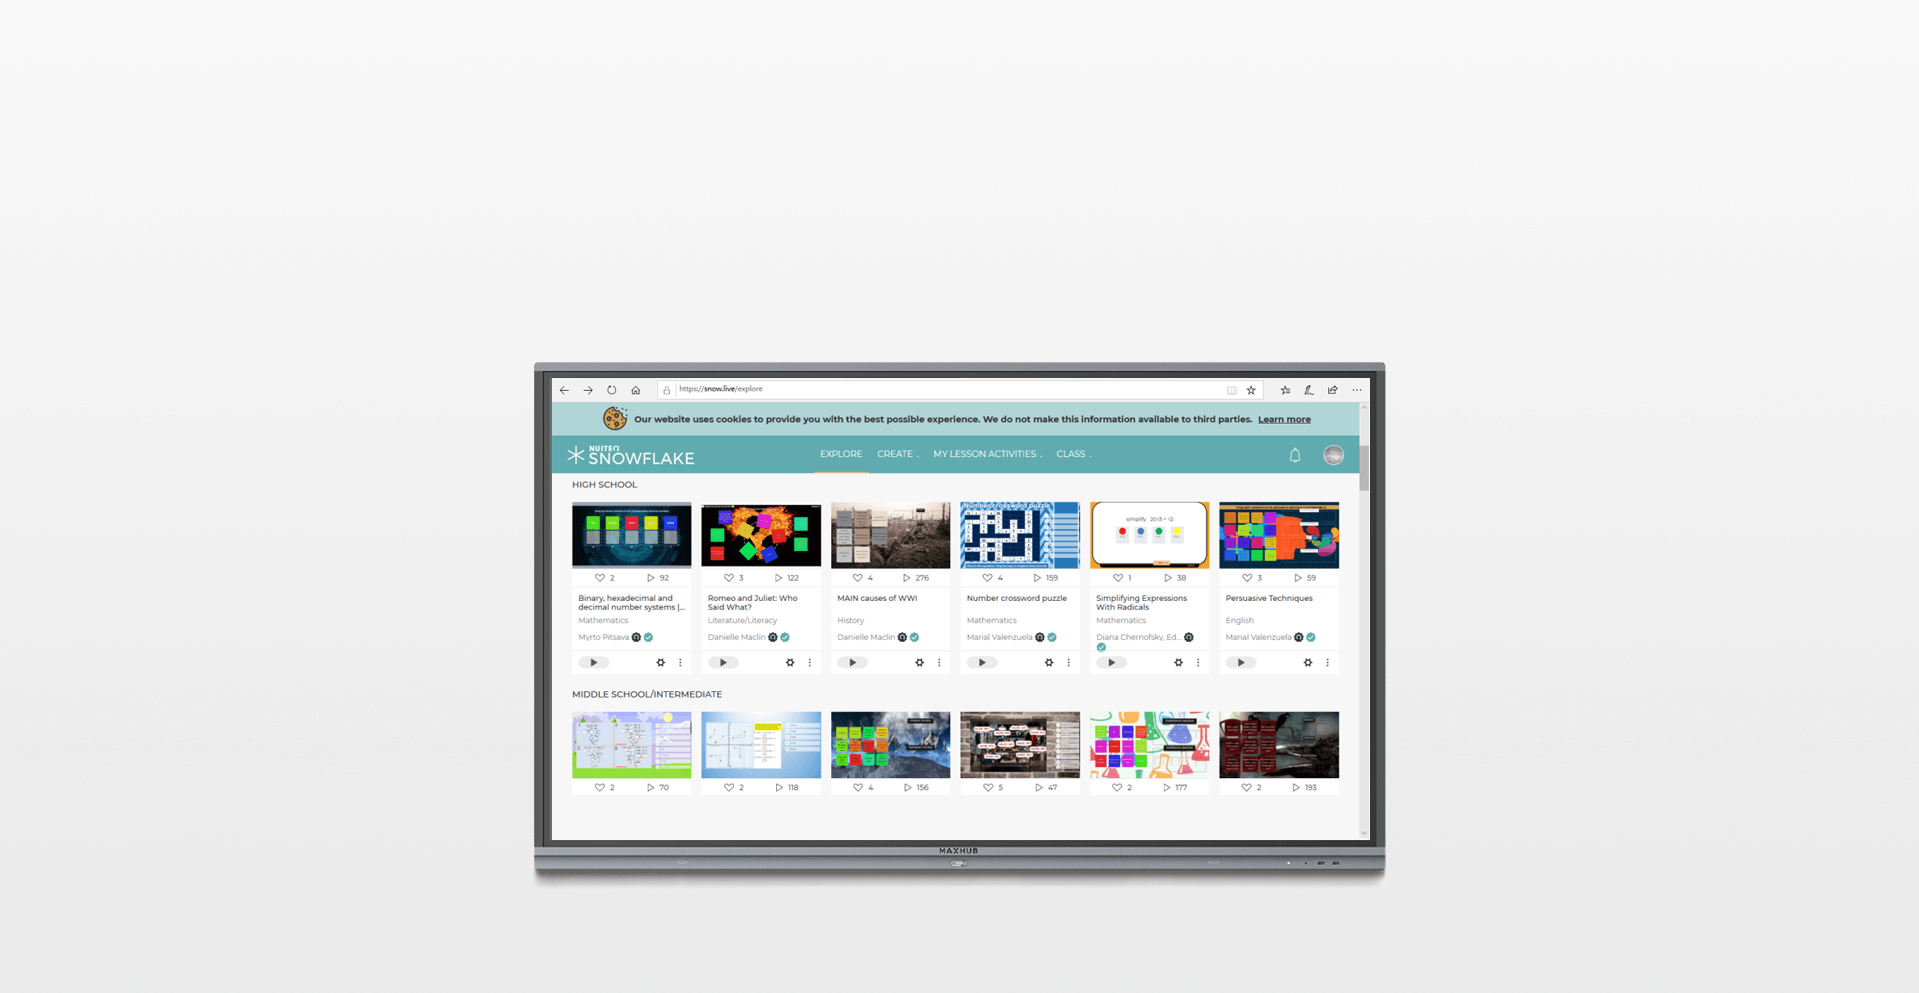 https://snow.live/explore
Our website uses cookies to provide you with the best possible experience. We do not make this information available to third parties. Learn more
NUITEQ
SNOWFLAKE
EXPLORE CREATE MY LESSON ACTIVITIES CLASS
HIGH SCHOOL
Number crossword puzzle
2 92
3 122
4 276
4 159
1 38
3 59
Binary, hexadecimal and
decimal number systems |...
Mathematics
Myrto Pitsava
Romeo and Juliet: Who
Said What?
Literature/Literacy
Danielle Maclin
MAIN causes of WWI
History
Danielle Maclin
Number crossword puzzle
Mathematics
Marial Valenzuela
Simplifying Expressions
With Radicals
Mathematics
Diana Chernofsky, Ed...
Persuasive Techniques
English
Marial Valenzuela
MIDDLE SCHOOL/INTERMEDIATE
2 70
2 118
4 156
5 47
2 177
2 193
MAXHUB